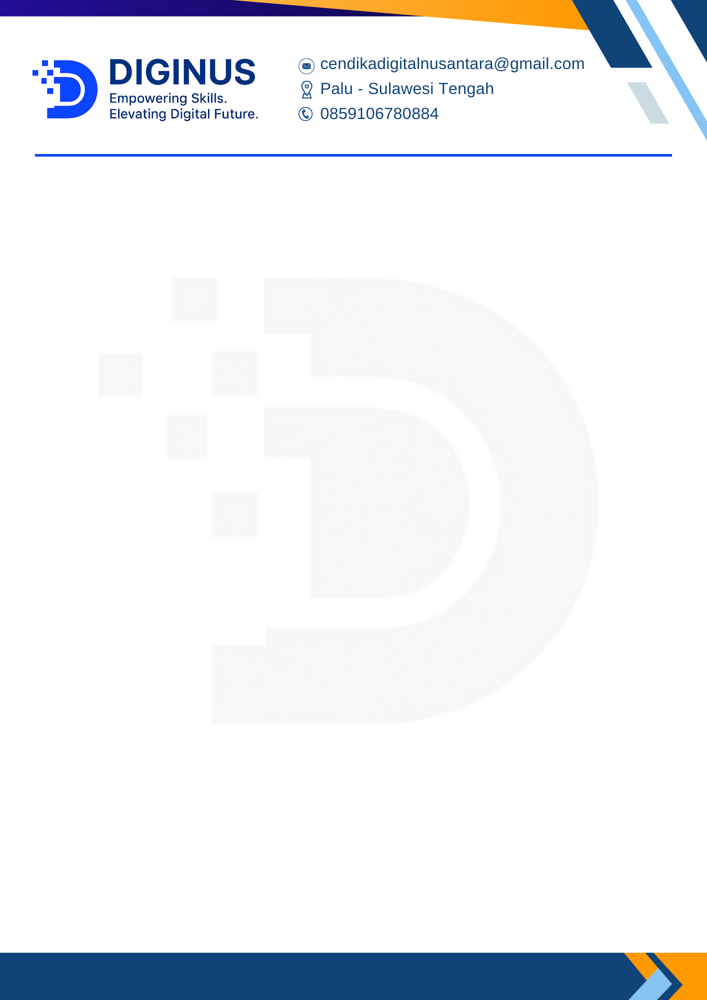 DIGINUS
Empowering Skills.
Elevating Digital Future.
cendikadigitalnusantara@gmail.com
Palu - Sulawesi Tengah
0859106780884